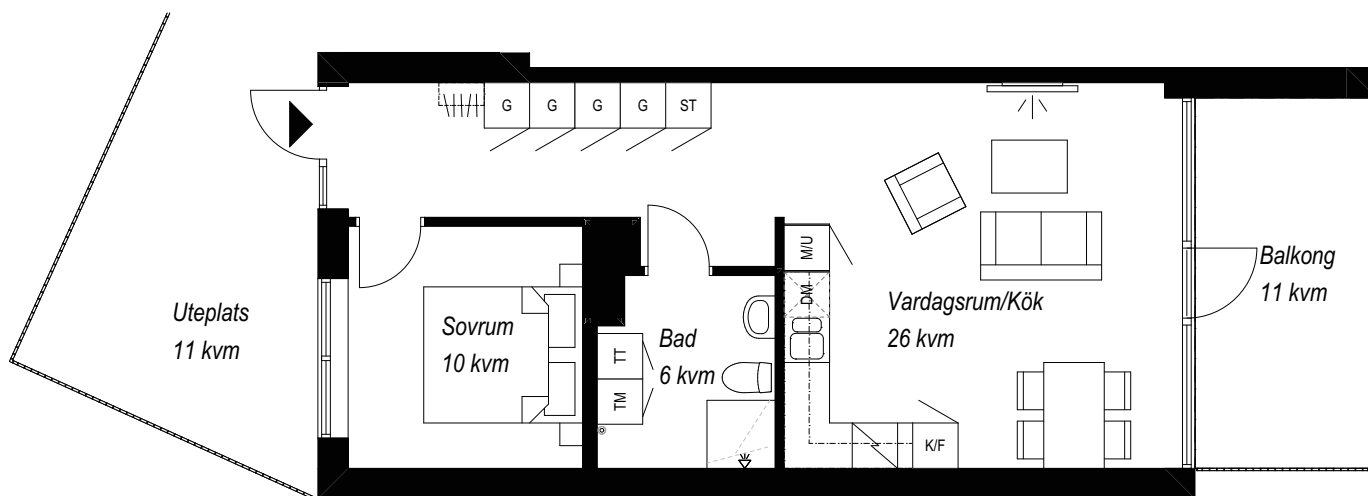 G
G
G
G
ST
M/U
DM
Balkong
11 kvm
Vardagsrum/Kök
26 kvm
Uteplats
11 kvm
Sovrum
10 kvm
Bad
6 kvm
TT
TM
K/F